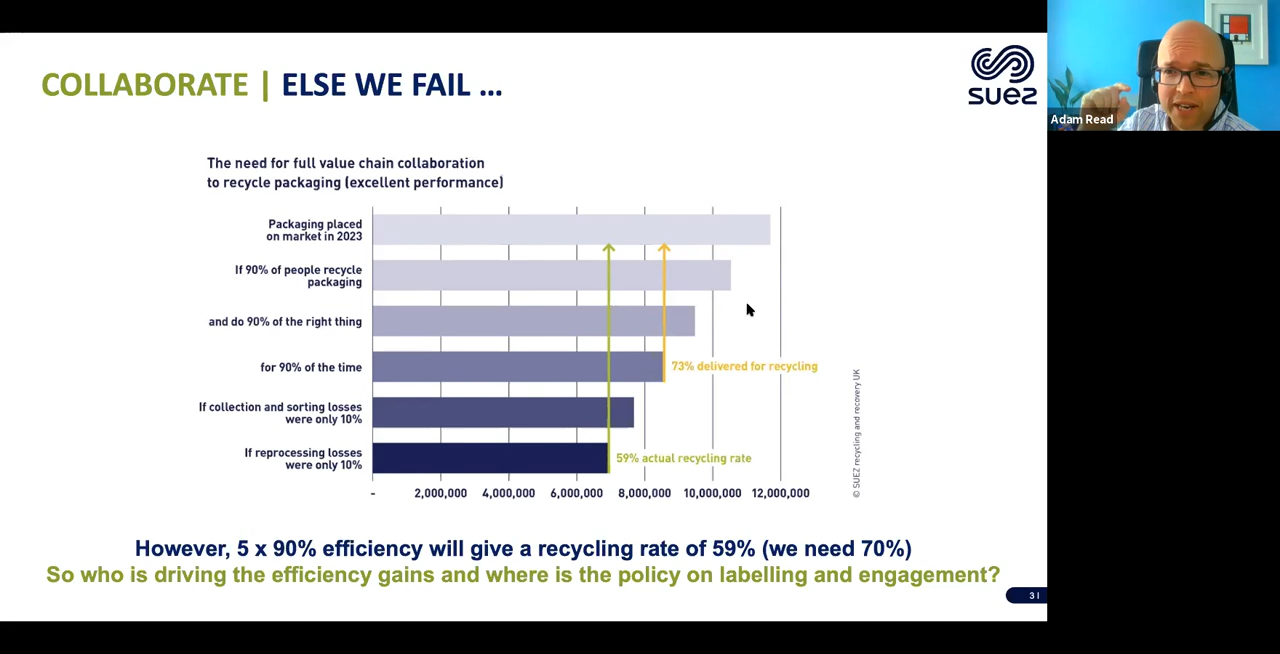 COLLABORATE | ELSE WE FAIL ...
suez
Adam Read
The need for full value chain collaboration
to recycle packaging (excellent performance)
Packaging placed
on market in 2023
If 90% of people recycle
packaging
and do 90% of the right thing
for 90% of the time
73% delivered for recycling
If collection and sorting losses
were only 10%
If reprocessing losses
were only 10%
59% actual recycling rate
- 2,000,000 4,000,000 6,000,000 8,000,000 10,000,000 12,000,000
© SUEZ recycling and recovery UK
However, 5 x 90% efficiency will give a recycling rate of 59% (we need 70%)
So who is driving the efficiency gains and where is the policy on labelling and engagement?
3 I